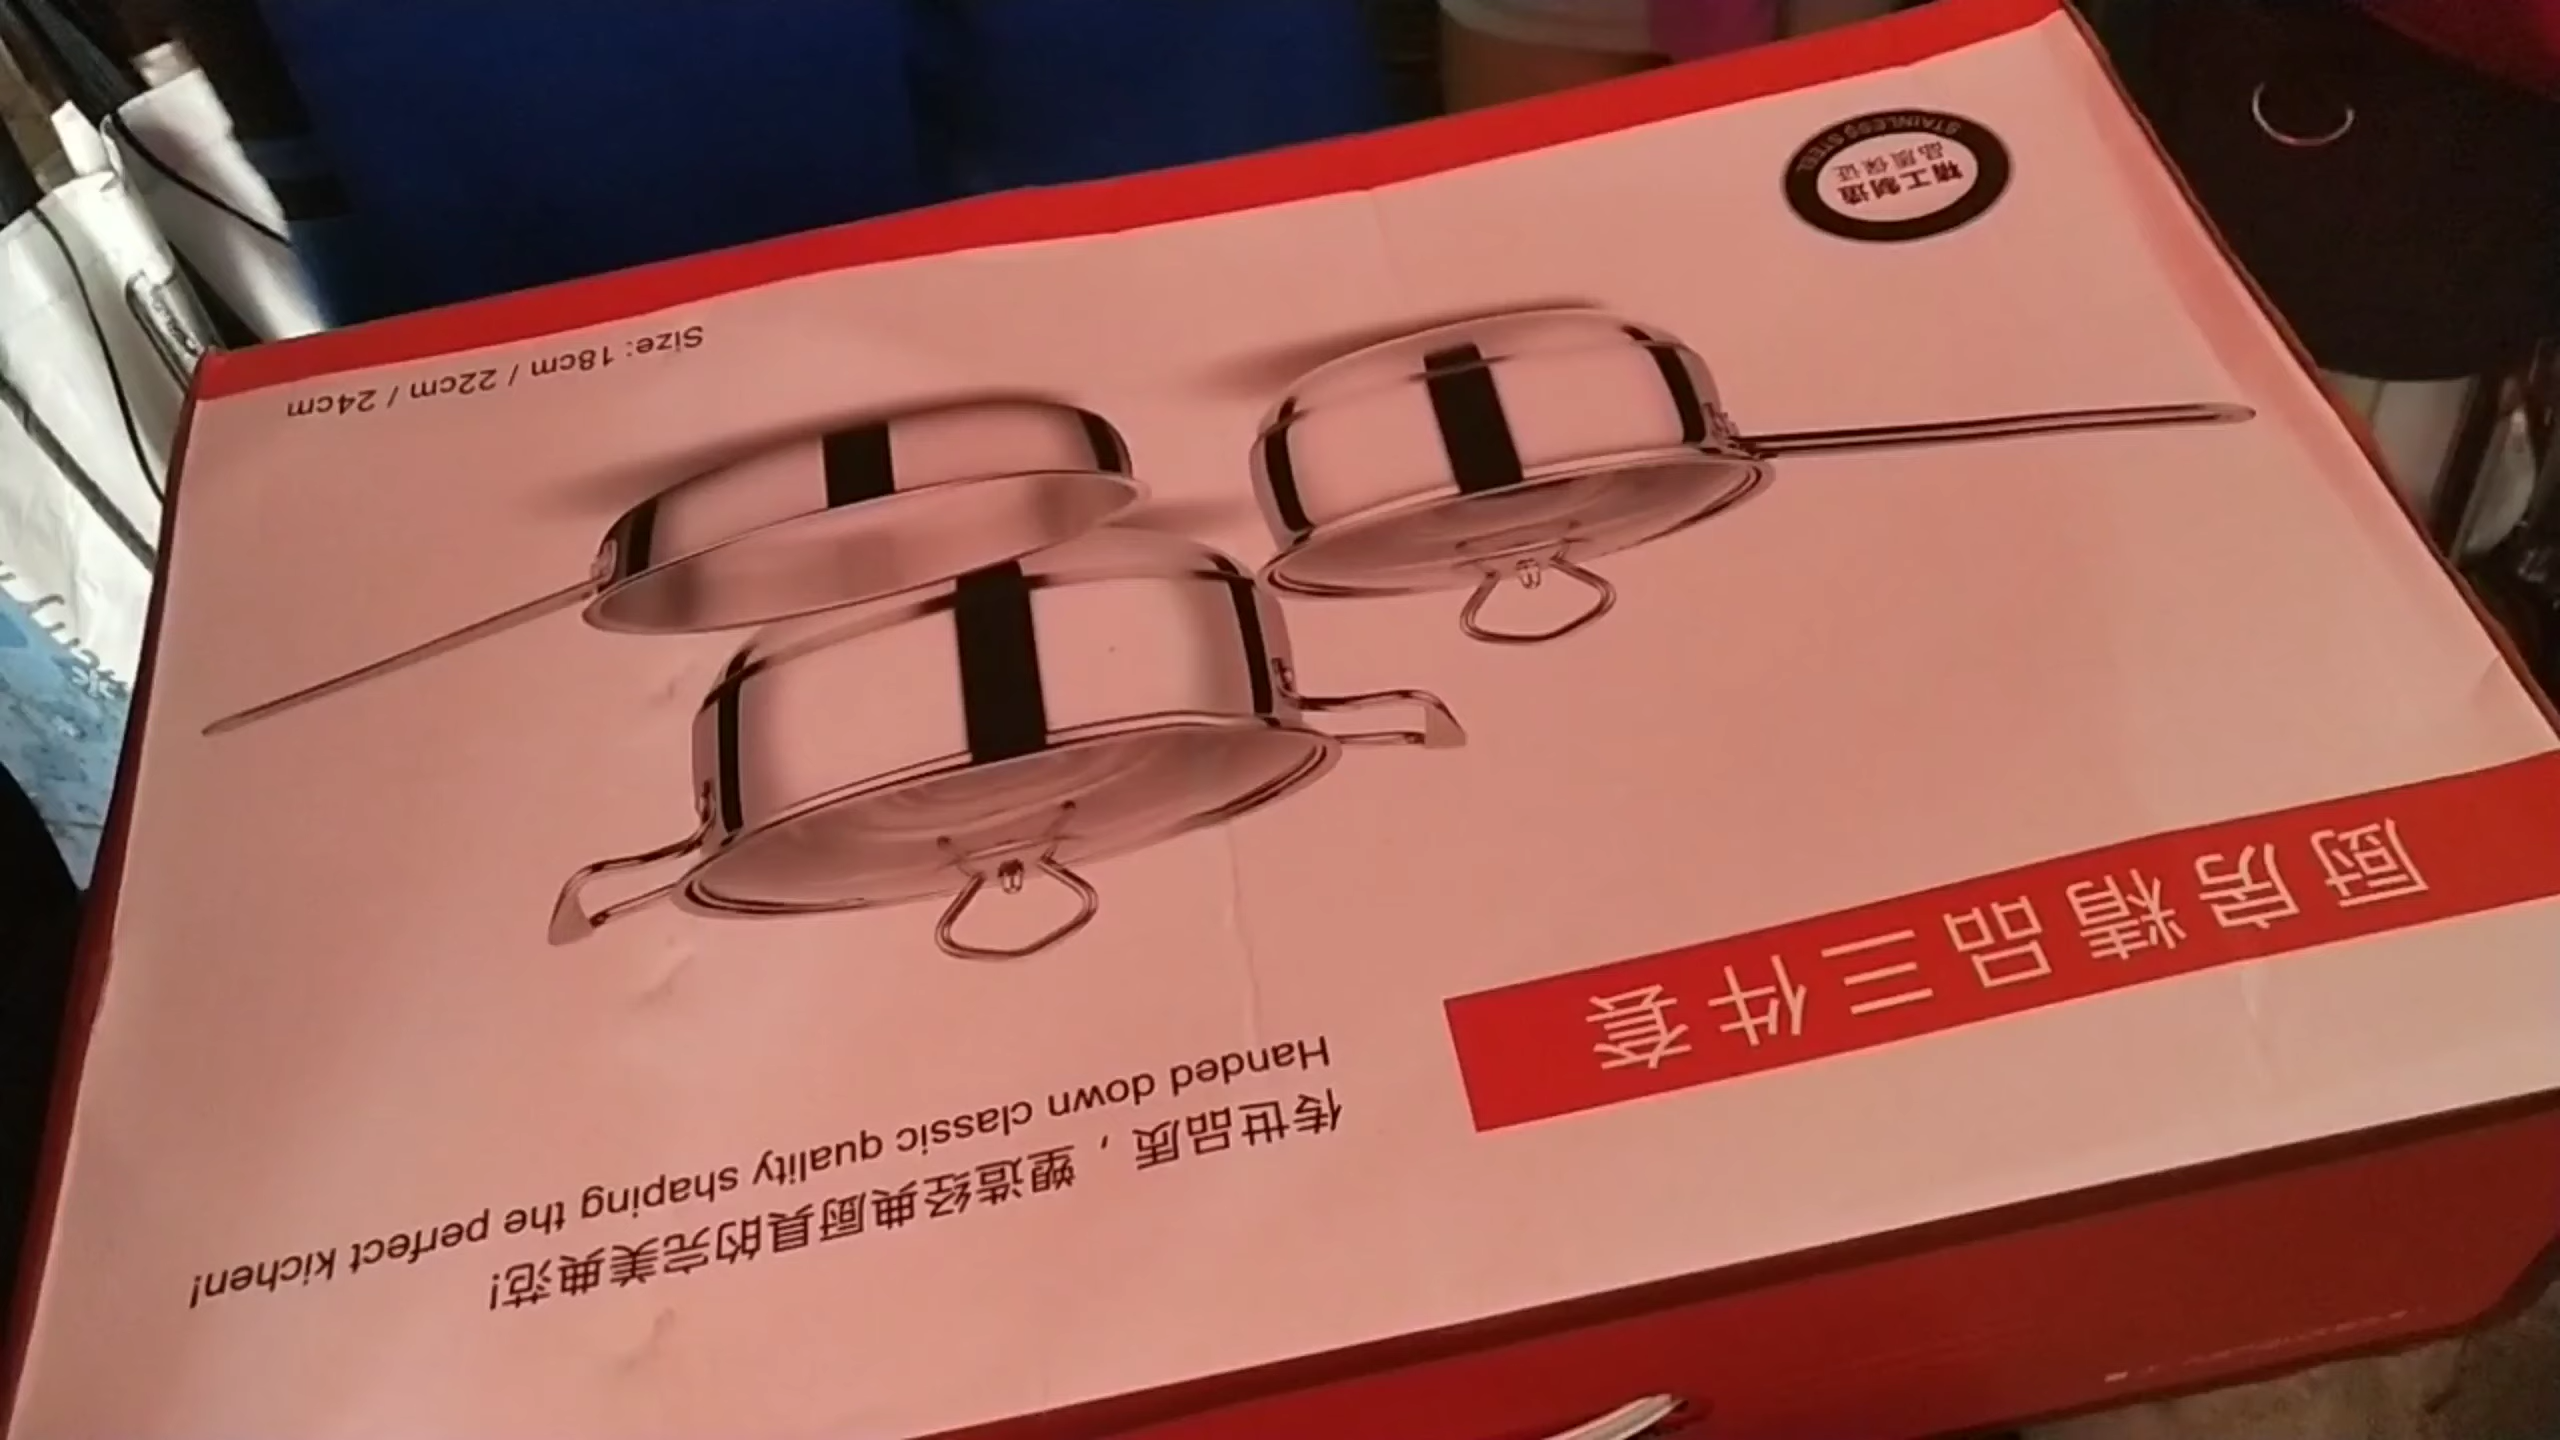 厨房精品三件套
传世品质，塑造经典厨具的完美典范!
Handed down classic quality shaping the perfect kichen!
Size: 18cm / 22cm / 24cm
精工制造
品质保证
STAINLESS STEEL